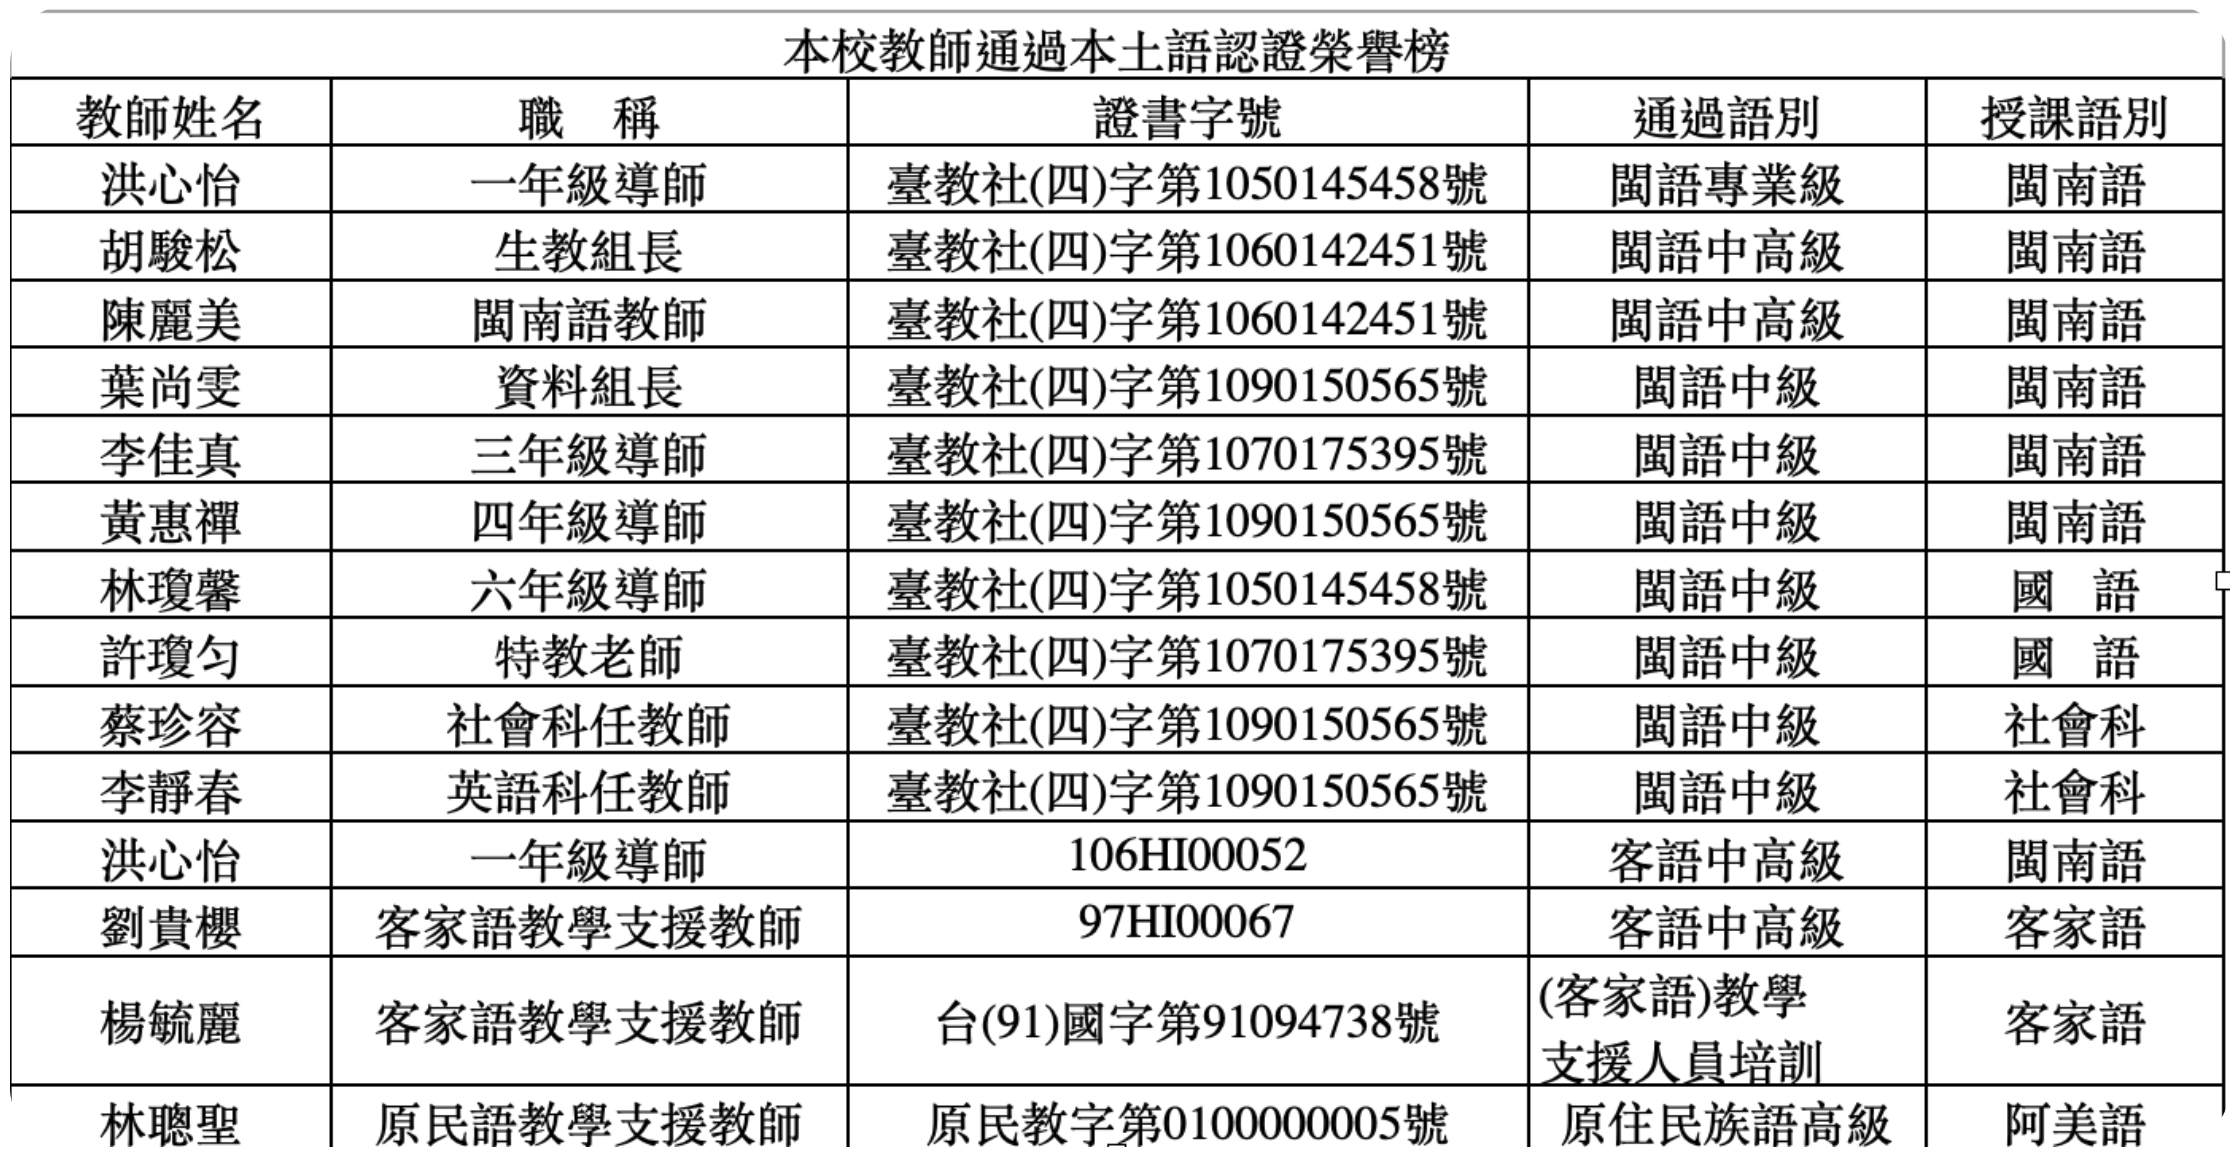 本校教師通過本土語認證榮譽榜
教師姓名 職 稱 證書字號 通過語別 授課語別
洪心怡 一年級導師 臺教社(四)字第1050145458號 閩語專業級 閩南語
胡駿松 生教組長 臺教社(四)字第1060142451號 閩語中高級 閩南語
陳麗美 閩南語教師 臺教社(四)字第1060142451號 閩語中高級 閩南語
葉尚雯 資料組長 臺教社(四)字第1090150565號 閩語中級 閩南語
李佳真 三年級導師 臺教社(四)字第1070175395號 閩語中級 閩南語
黃惠禪 四年級導師 臺教社(四)字第1090150565號 閩語中級 閩南語
林瓊馨 六年級導師 臺教社(四)字第1050145458號 閩語中級 國 語
許瓊勻 特教老師 臺教社(四)字第1070175395號 閩語中級 國 語
蔡珍容 社會科任教師 臺教社(四)字第1090150565號 閩語中級 社會科
李靜春 英語科任教師 臺教社(四)字第1090150565號 閩語中級 社會科
洪心怡 一年級導師 106HI00052 客語中高級 閩南語
劉貴櫻 客家語教學支援教師 97HI00067 客語中高級 客家語
楊毓麗 客家語教學支援教師 台(91)國字第91094738號 (客家語)教學
支援人員培訓 客家語
林聰聖 原民語教學支援教師 原民教字第0100000005號 原住民族語高級 阿美語